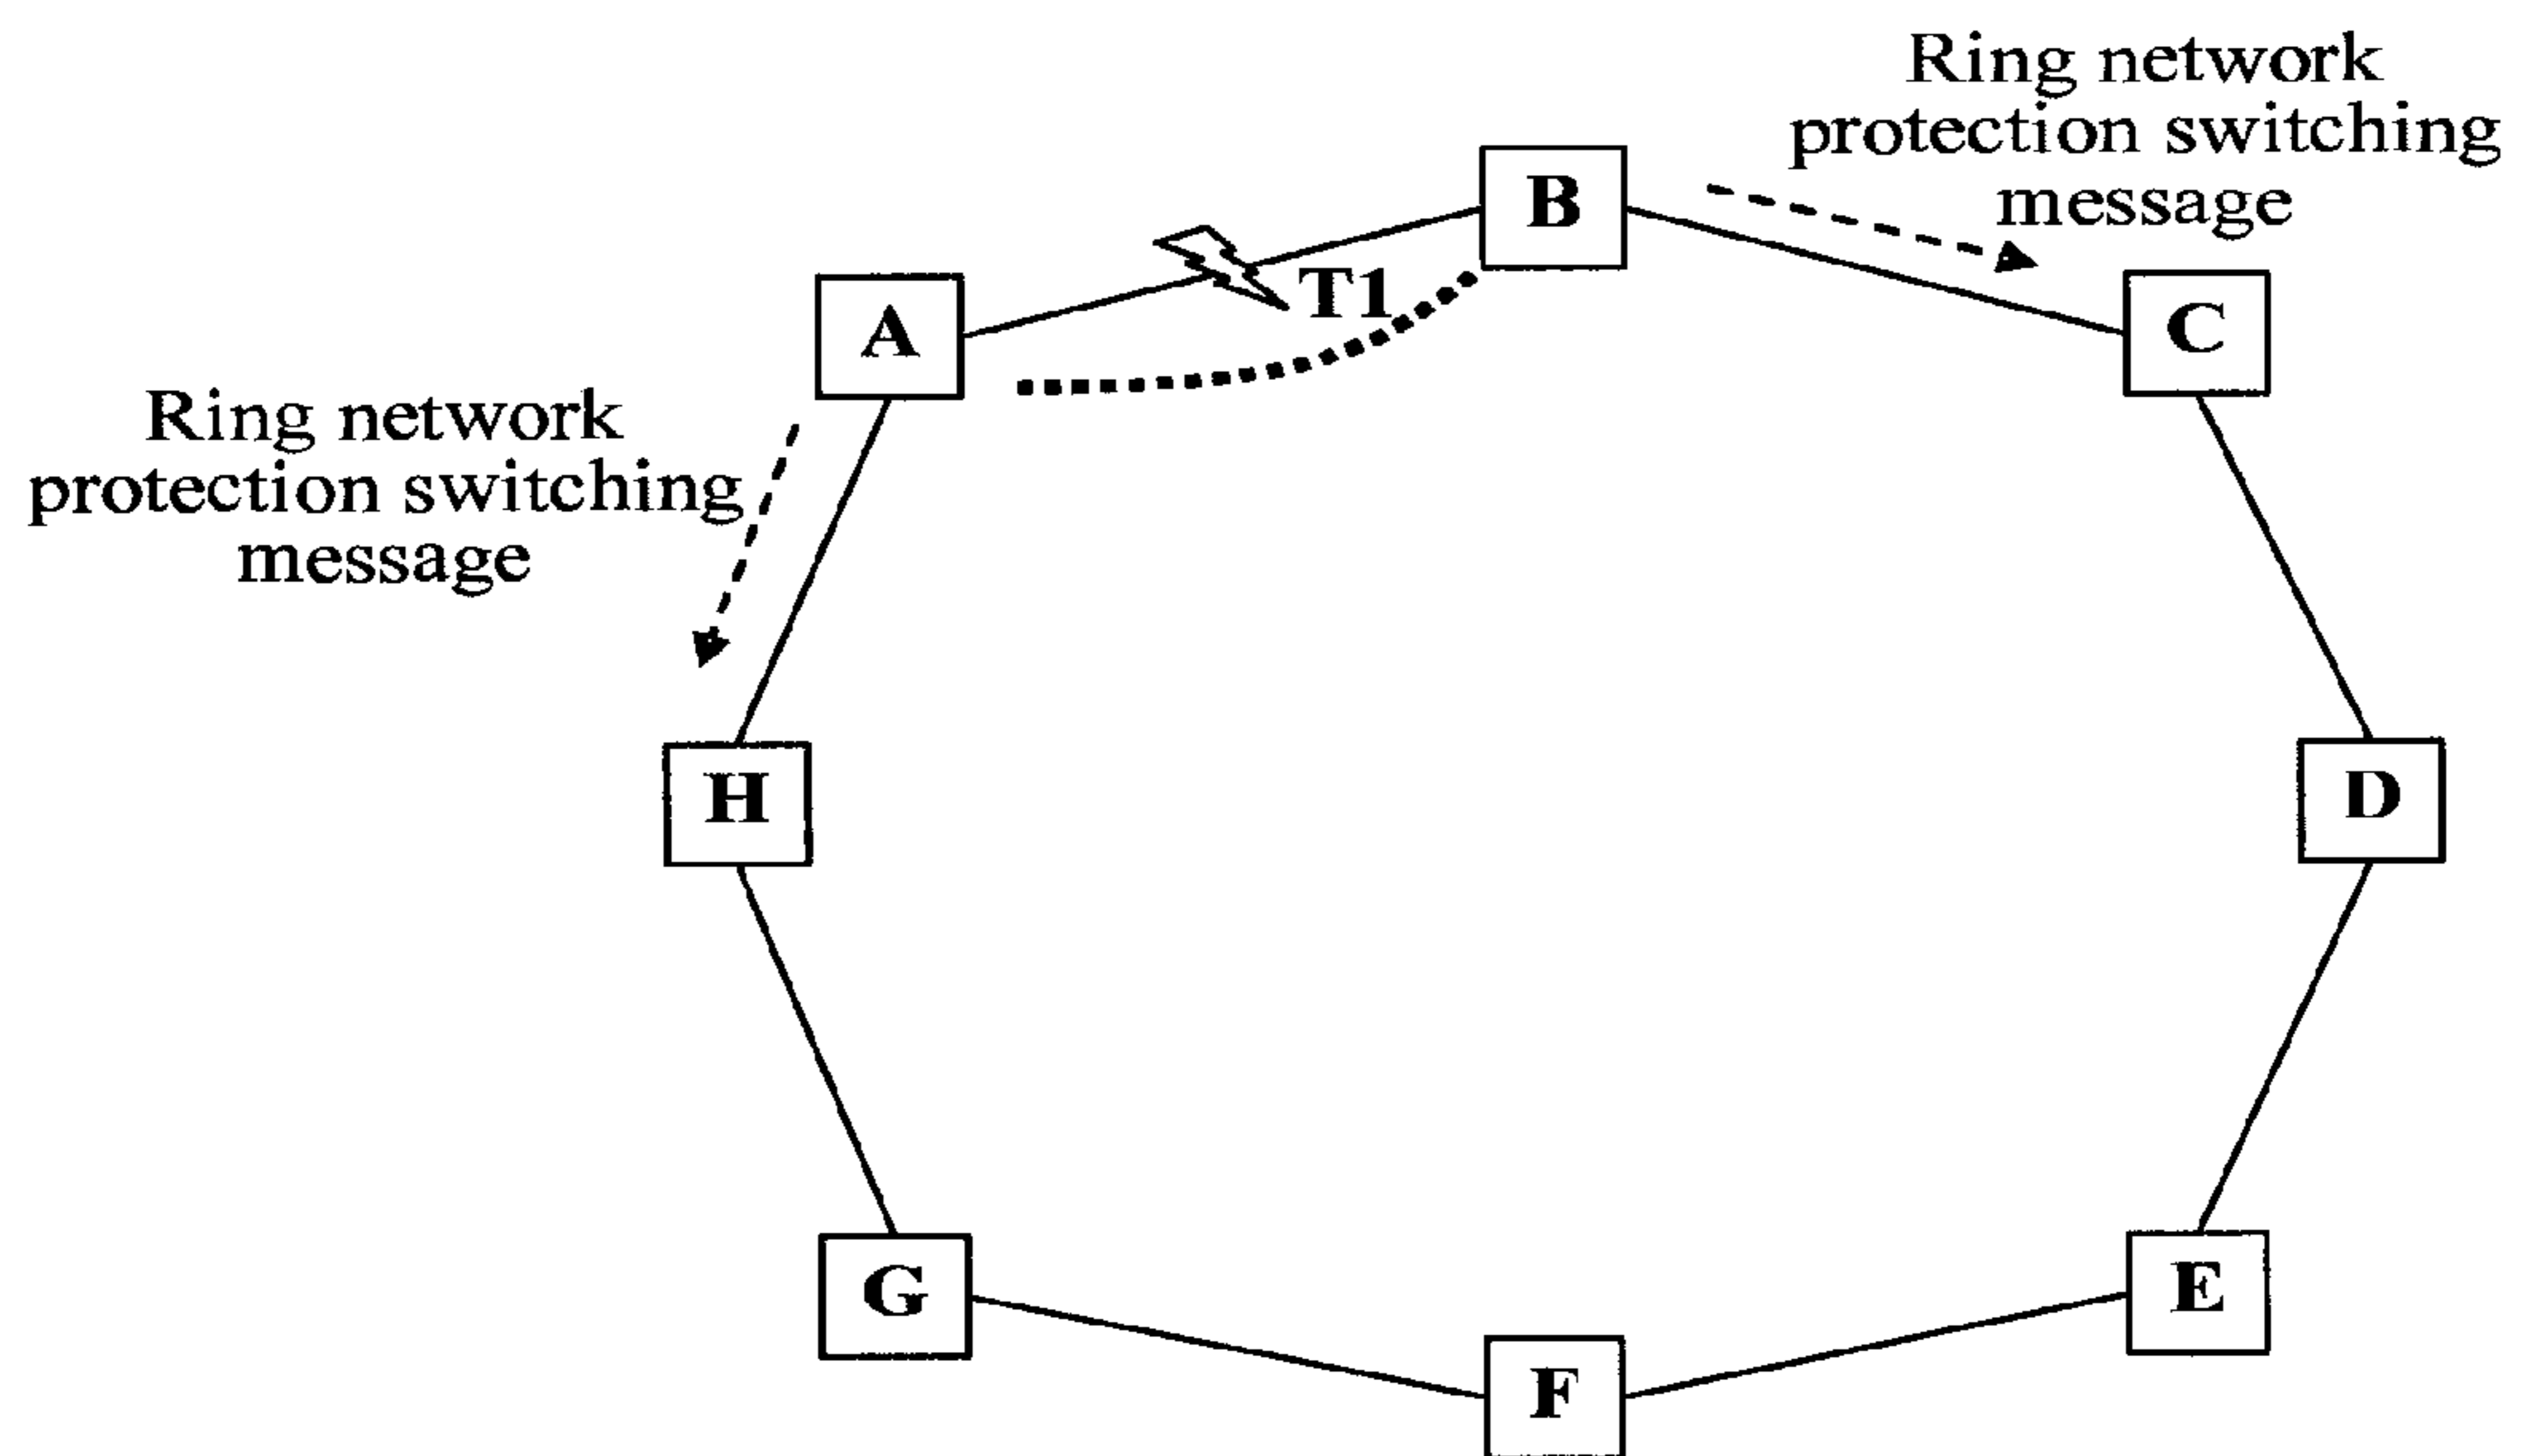 Ring network
protection switching
message
B
T1
A
C
Ring network
protection switching
message
H
D
G
E
F